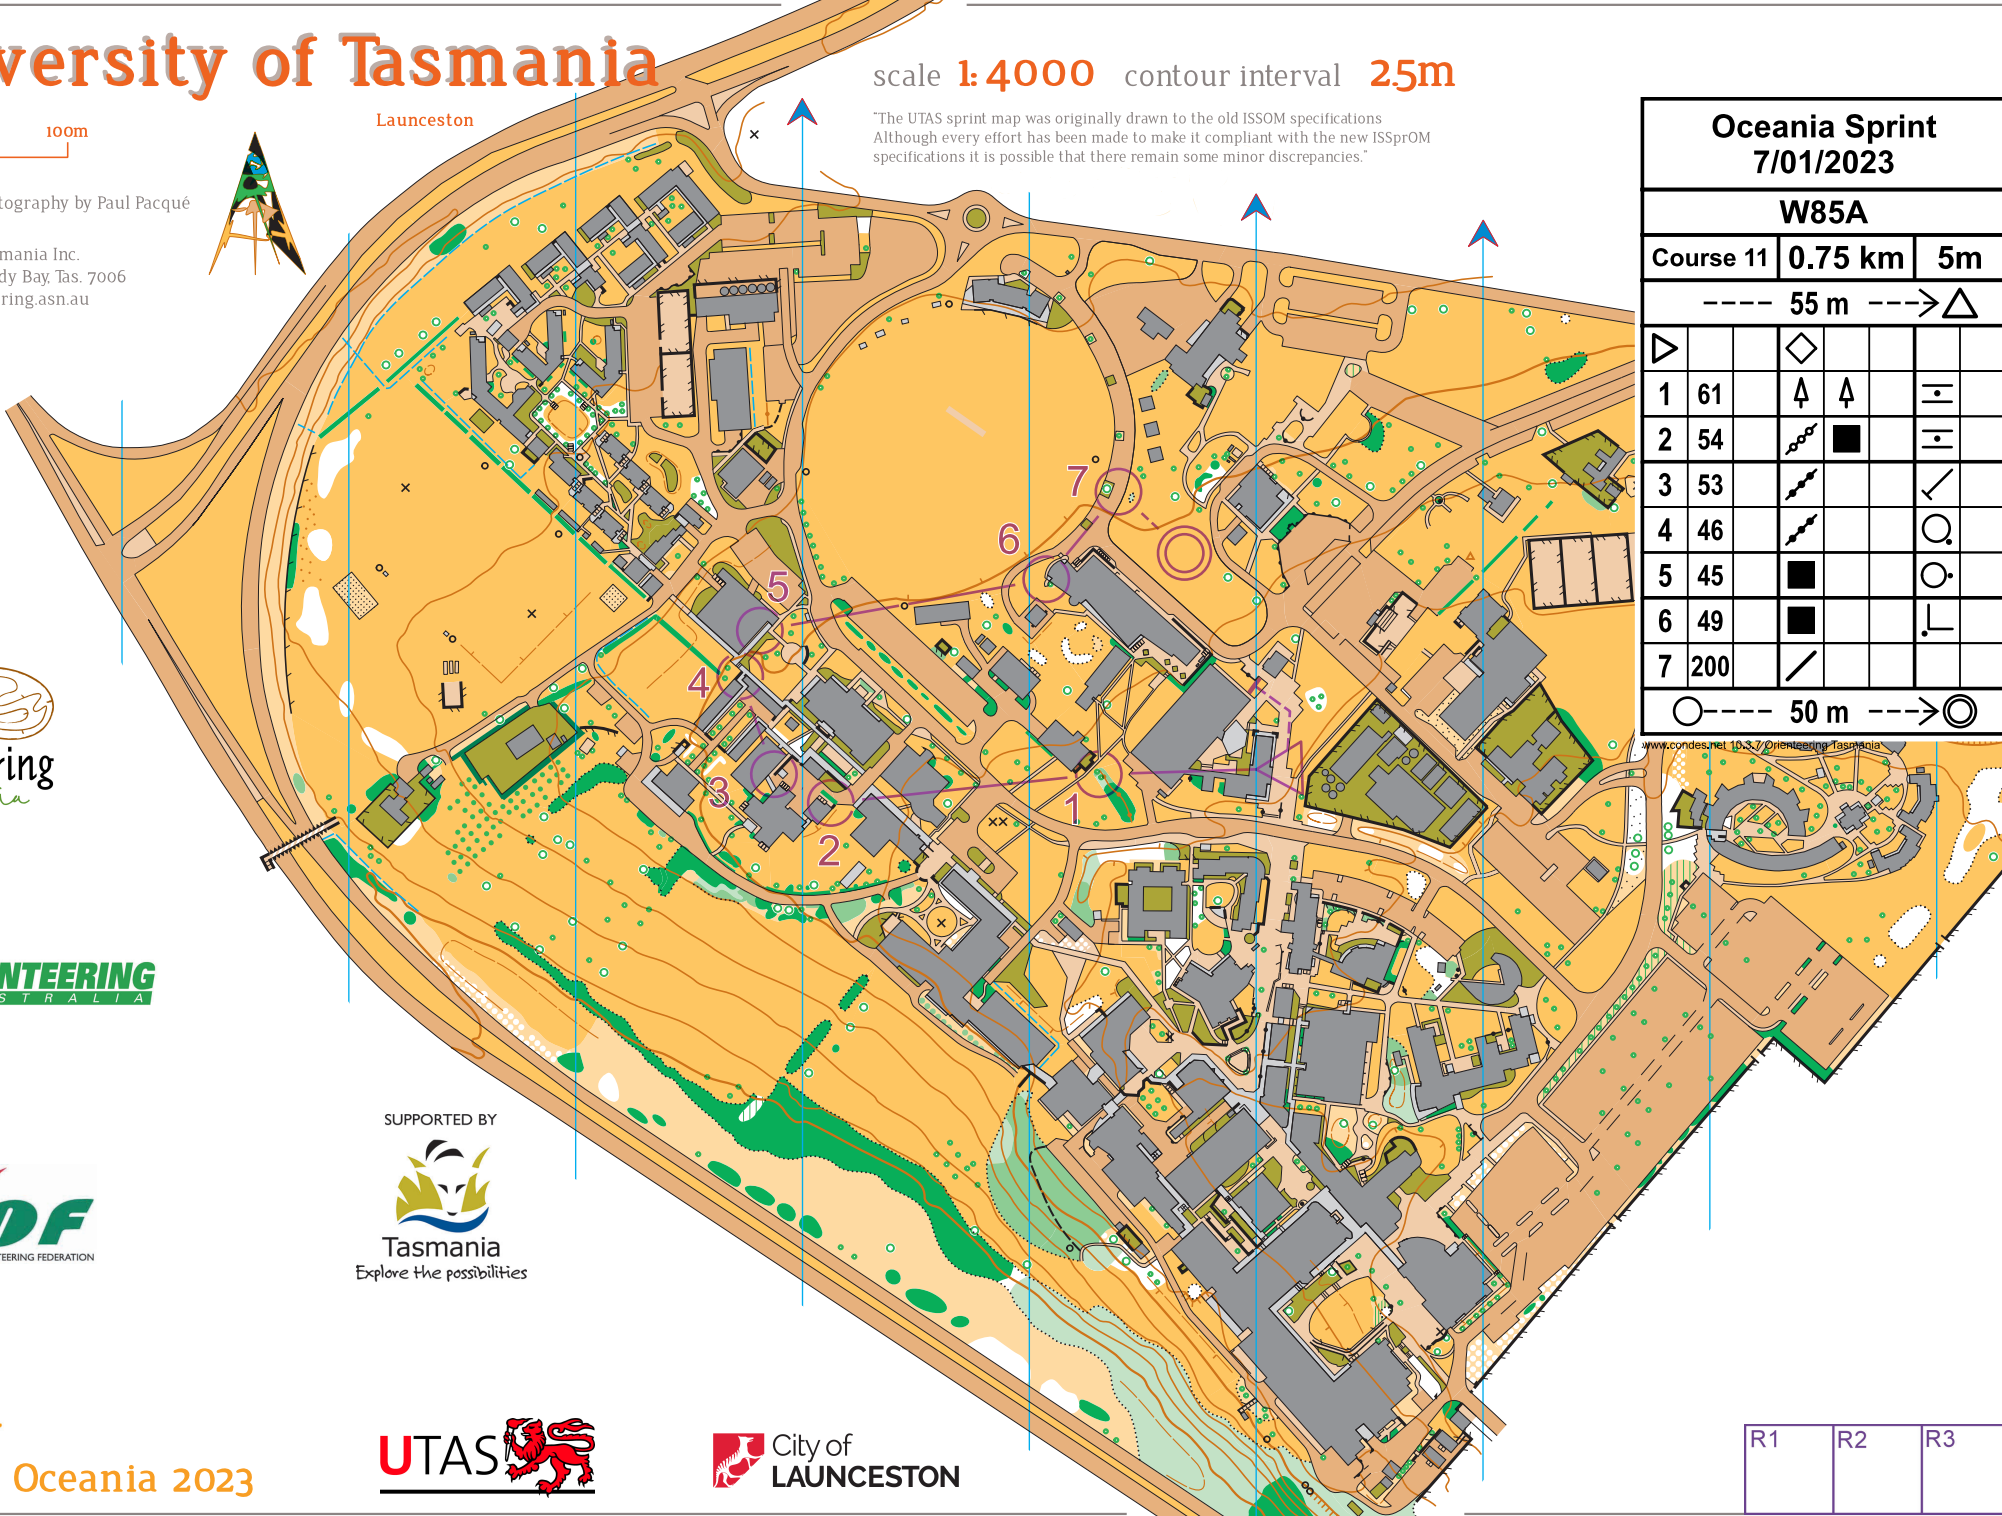 versity of Tasmania
Launceston
100m
scale 1: 4000 contour interval 2.5m
"The UTAS sprint map was originally drawn to the old ISSOM specifications
Although every effort has been made to make it compliant with the new ISSprOM
specifications it is possible that there remain some minor discrepancies."
tography by Paul Pacqué
mania Inc.
dy Bay, Tas. 7006
ring.asn.au
Oceania Sprint
7/01/2023
W85A
Course 11 0.75 km 5m
55 m
1 61
2 54
3 53
4 46
5 45
6 49
7 200
50 m
www.condes.net 10.3.7 Orienteering Tasmania
7
6
5
4
3
2
1
ring
ia
NTEERING
STRALIA
OF
TEERING FEDERATION
SUPPORTED BY
Tasmania
Explore the possibilities
Oceania 2023
UTAS
City of
LAUNCESTON
R1 R2 R3